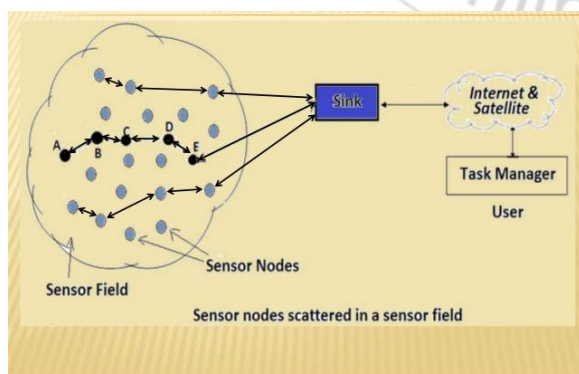 Sink
Internet &
Satellite
A
B
C
D
E
Task Manager
User
Sensor Nodes
Sensor Field
Sensor nodes scattered in a sensor field